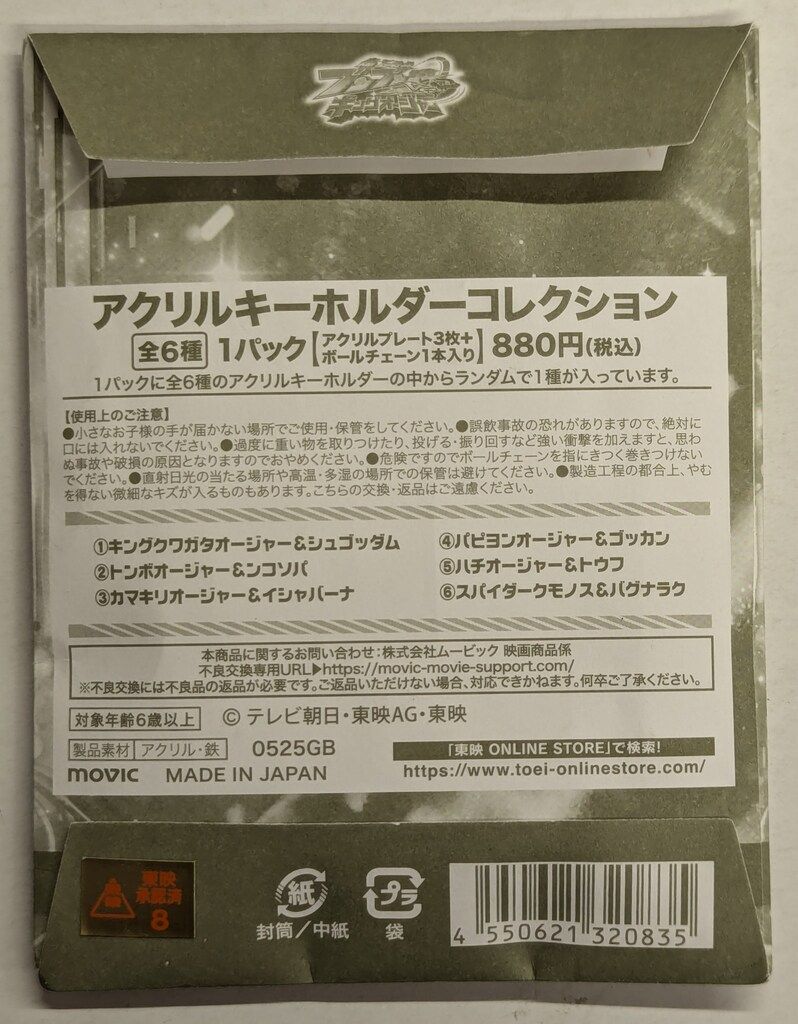 キングオージャー
アクリルキーホルダーコレクション
全6種 1パック【アクリルプレート3枚+ボールチェーン1本入り】880円(税込)
1パックに全6種のアクリルキーホルダーの中からランダムで1種が入っています。
【使用上のご注意】
●小さなお子様の手が届かない場所でご使用・保管をしてください。●誤飲事故の恐れがありますので、絶対に
口には入れないでください。●過度に重い物を取りつけたり、投げる・振り回すなど強い衝撃を加えますと、思わ
ぬ事故や破損の原因となりますのでおやめください。●危険ですのでボールチェーンを指にきつく巻きつけない
でください。●直射日光の当たる場所や高温・多湿の場所での保管は避けてください。●製造工程の都合上、やむ
を得ない微細なキズが入るものもあります。こちらの交換・返品はご遠慮ください。
①キングクワガタオージャー&シュゴッダム
②トンボオージャー&ンコソパ
③カマキリオージャー&イシャバーナ
④パピヨンオージャー&ゴッカン
⑤ハチオージャー&トウフ
⑥スパイダークモノス&バグナラク
本商品に関するお問い合わせ:株式会社ムービック 映画商品係
不良交換専用URL▶https://movic-movie-support.com/
※不良交換には不良品の返品が必要です。ご返品いただけない場合、対応できかねます。何卒ご了承ください。
対象年齢6歳以上 © テレビ朝日・東映AG・東映
製品素材 アクリル・鉄 0525GB
movic MADE IN JAPAN
「東映 ONLINE STORE」で検索!
https://www.toei-onlinestore.com/
東映
承認済
8
紙
封筒/中紙
プラ
袋
4 550621 320835